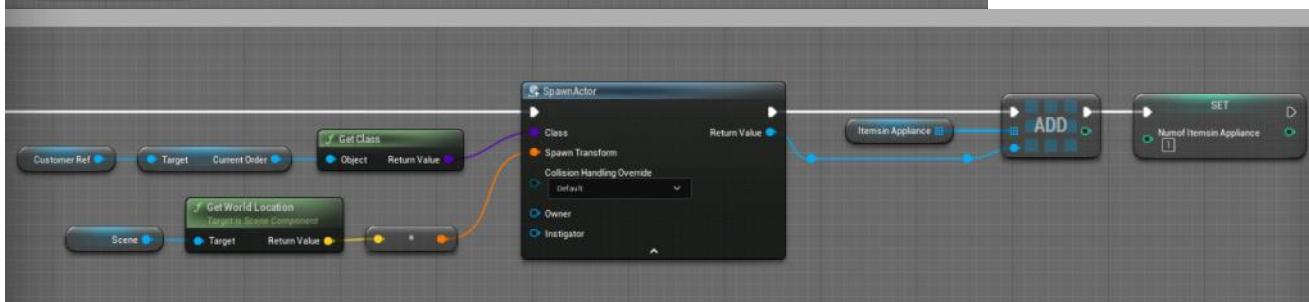 SpawnActor
Class
Return Value
Spawn Transform
Collision Handling Override
Default
Owner
Instigator
Customer Ref
Target
Current Order
Get Class
Object
Return Value
Get World Location
Target is Scene Component
Scene
Target
Return Value
Itemsin Appliance
ADD
SET
Numof Itemsin Appliance
1